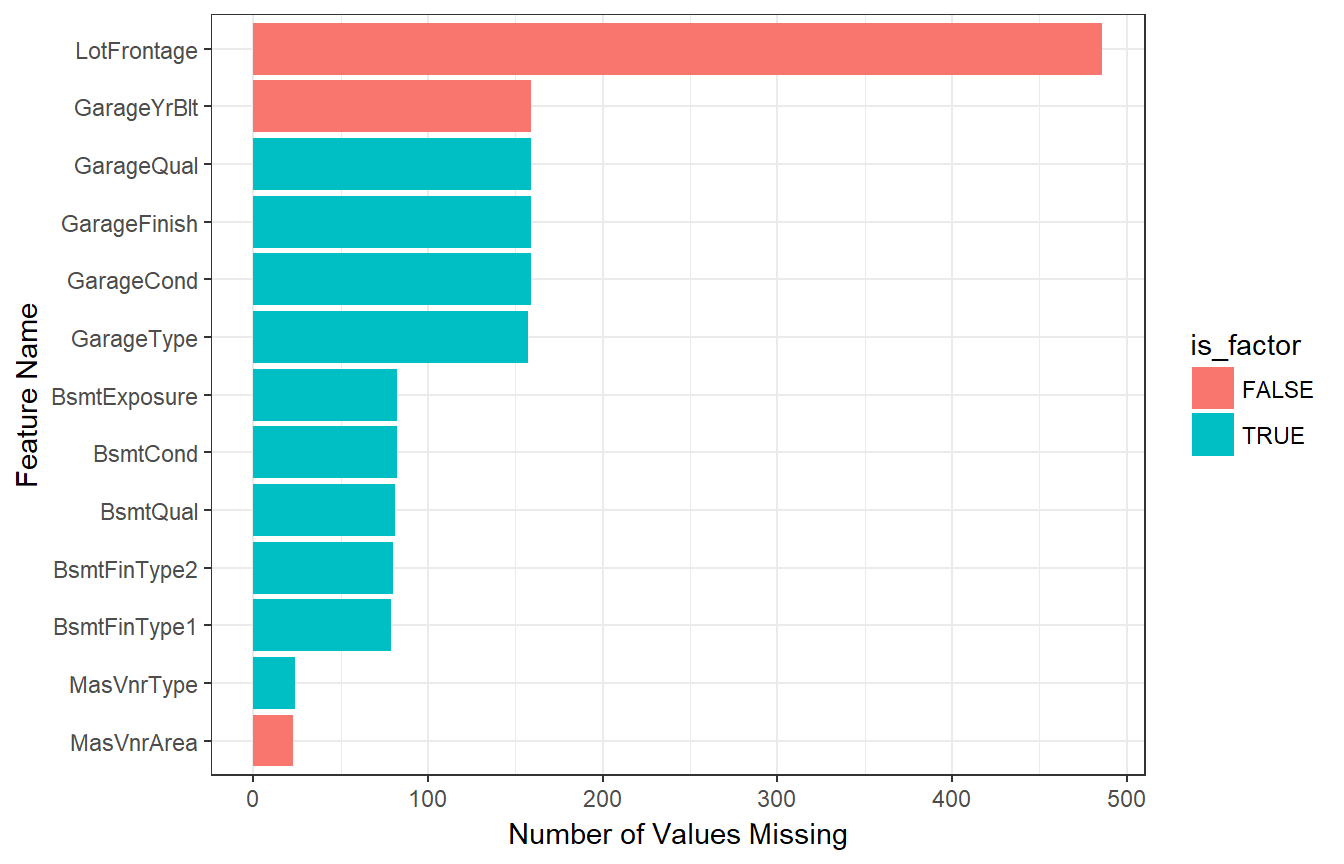 LotFrontage
GarageYrBlt
GarageQual
GarageFinish
GarageCond
GarageType
BsmtExposure
BsmtCond
BsmtQual
BsmtFinType2
BsmtFinType1
MasVnrType
MasVnrArea
Feature Name
0 100 200 300 400 500
Number of Values Missing
is_factor
FALSE
TRUE